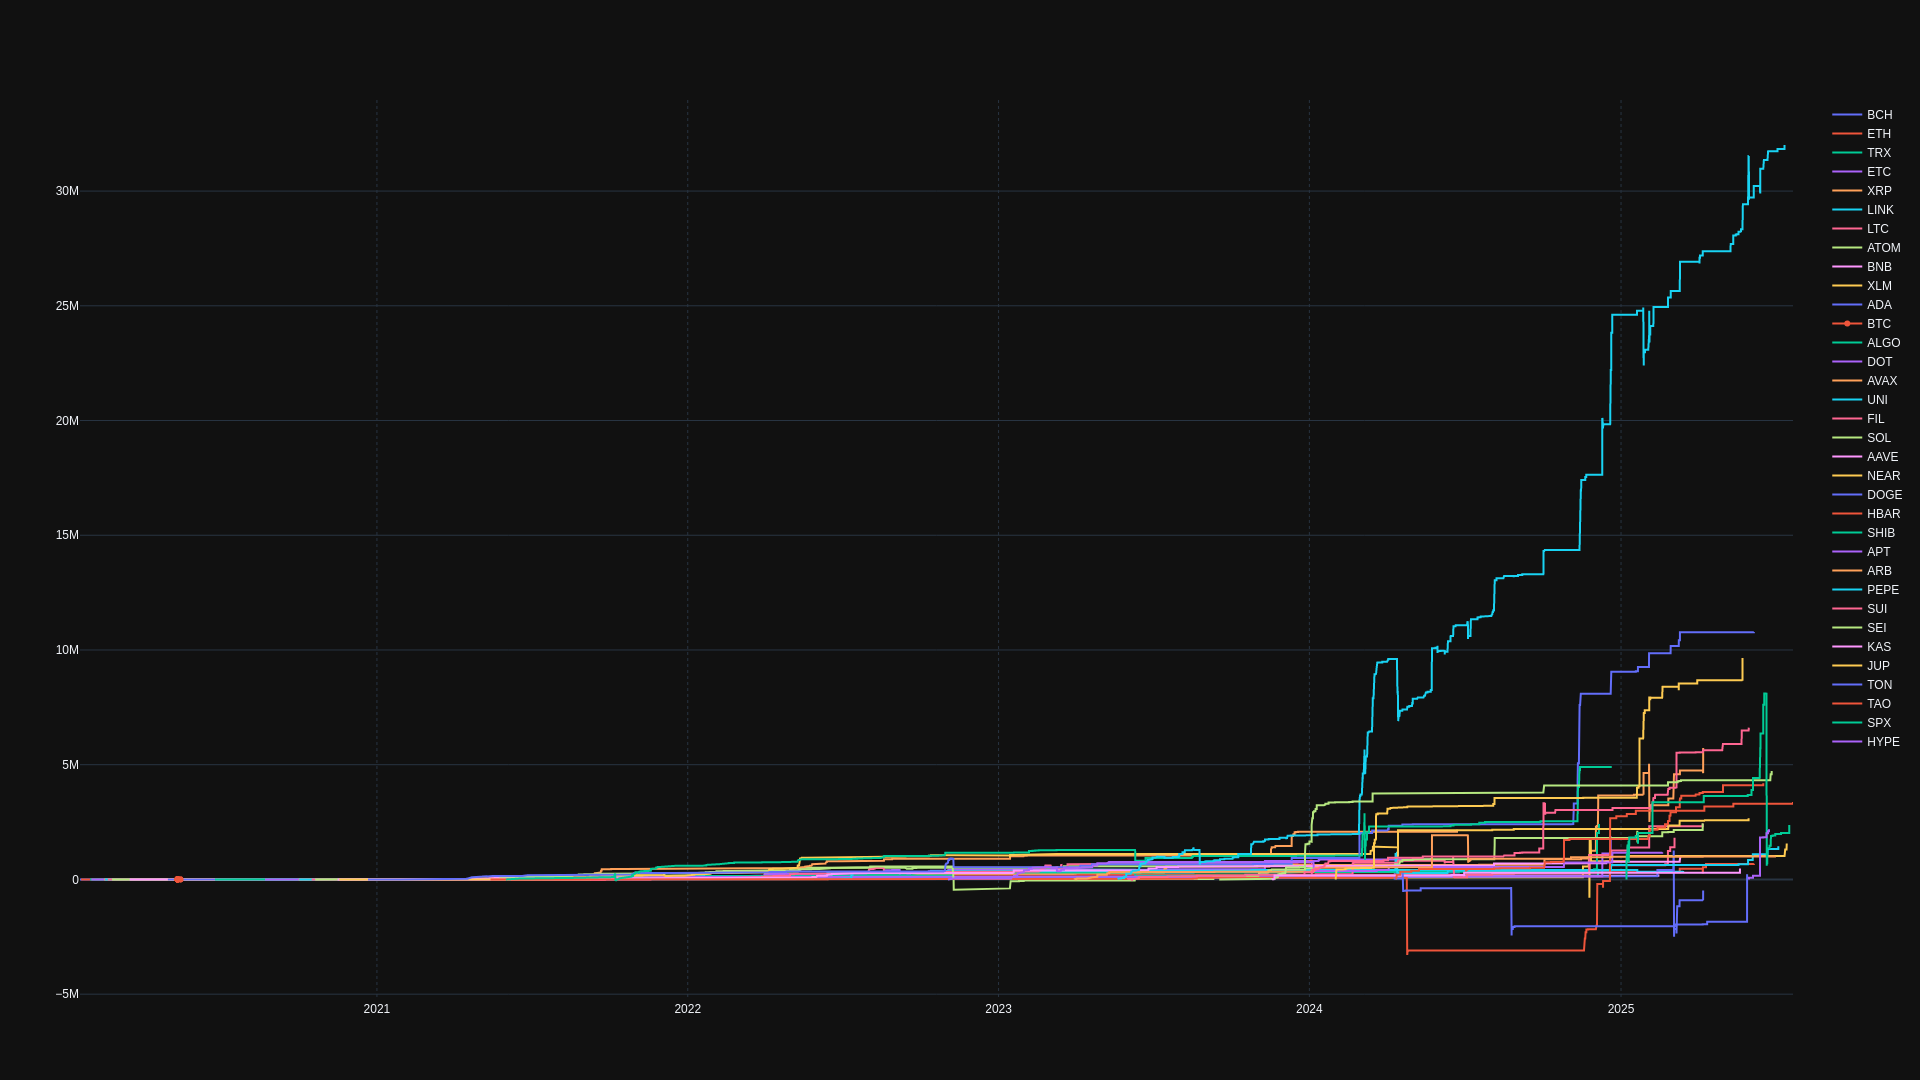 30M
25M
20M
15M
10M
5M
0
−5M
2021
2022
2023
2024
2025
BCH
ETH
TRX
ETC
XRP
LINK
LTC
ATOM
BNB
XLM
ADA
BTC
ALGO
DOT
AVAX
UNI
FIL
SOL
AAVE
NEAR
DOGE
HBAR
SHIB
APT
ARB
PEPE
SUI
SEI
KAS
JUP
TON
TAO
SPX
HYPE